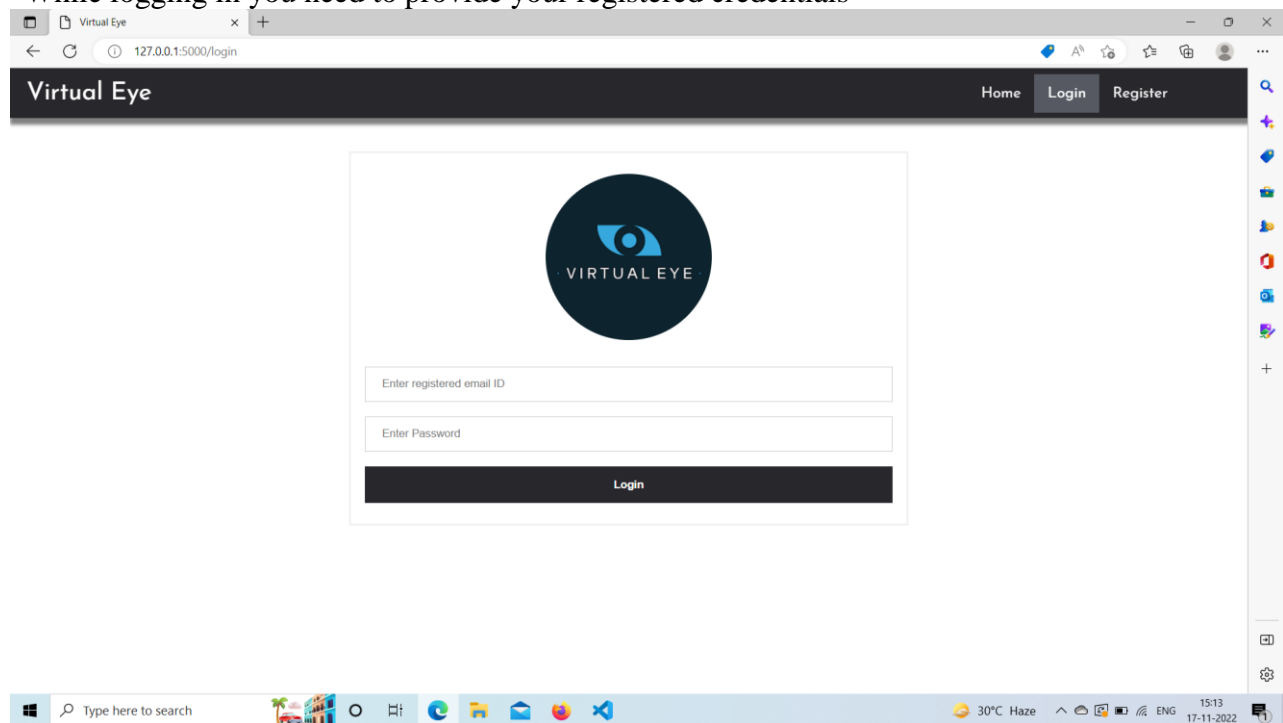 While logging in you need to provide your registered credentials
Virtual Eye
127.0.0.1:5000/login
Virtual Eye
Home Login Register
VIRTUAL EYE
Enter registered email ID
Enter Password
Login
Type here to search
30°C Haze
ENG
15:13
17-11-2022